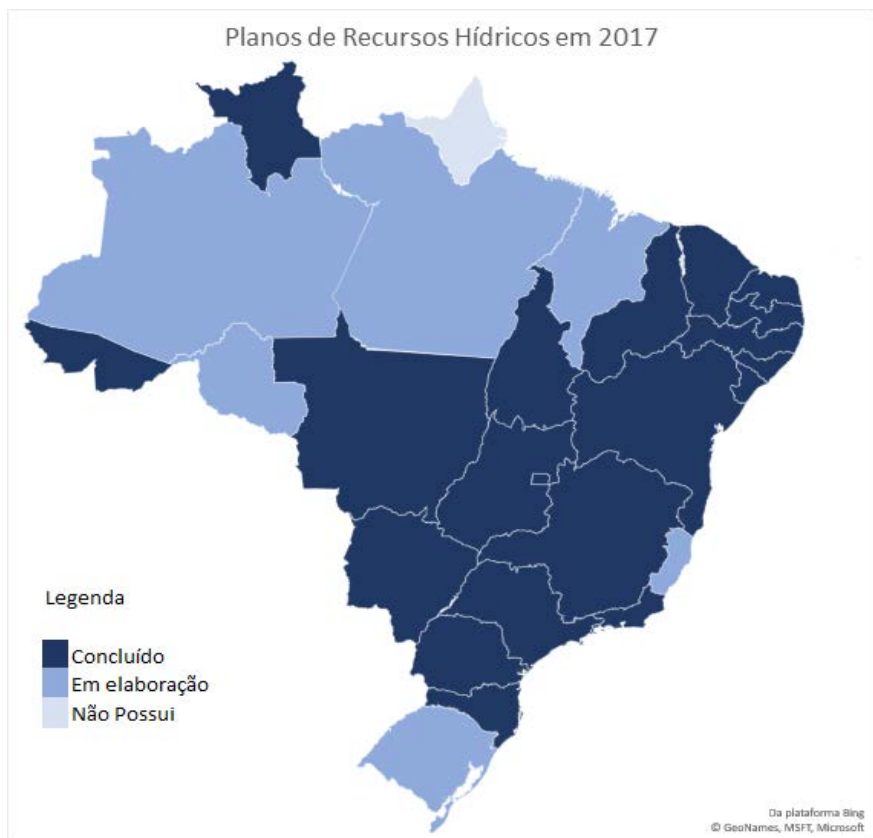 Planos de Recursos Hídricos em 2017
Legenda
Concluído
Em elaboração
Não Possui
Da plataforma Bing
© GeoNames, MSFT, Microsoft